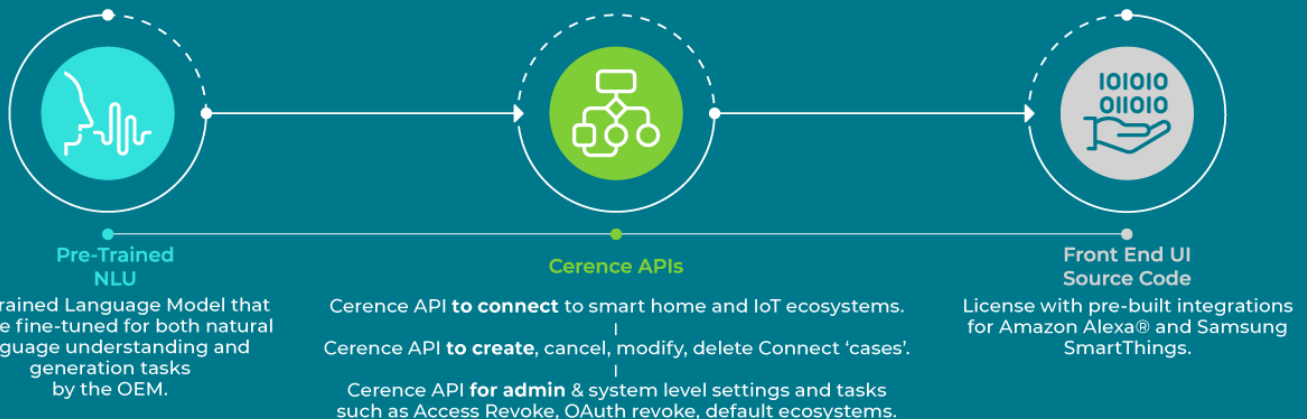 IOIOIO
OIIOIO
Pre-Trained
NLU
Cerence APIs
Front End UI
Source Code
rained Language Model that
e fine-tuned for both natural
guage understanding and
generation tasks
by the OEM.
Cerence API to connect to smart home and IoT ecosystems.
Cerence API to create, cancel, modify, delete Connect ‘cases’.
Cerence API for admin & system level settings and tasks
such as Access Revoke, OAuth revoke, default ecosystems.
License with pre-built integrations
for Amazon Alexa® and Samsung
SmartThings.